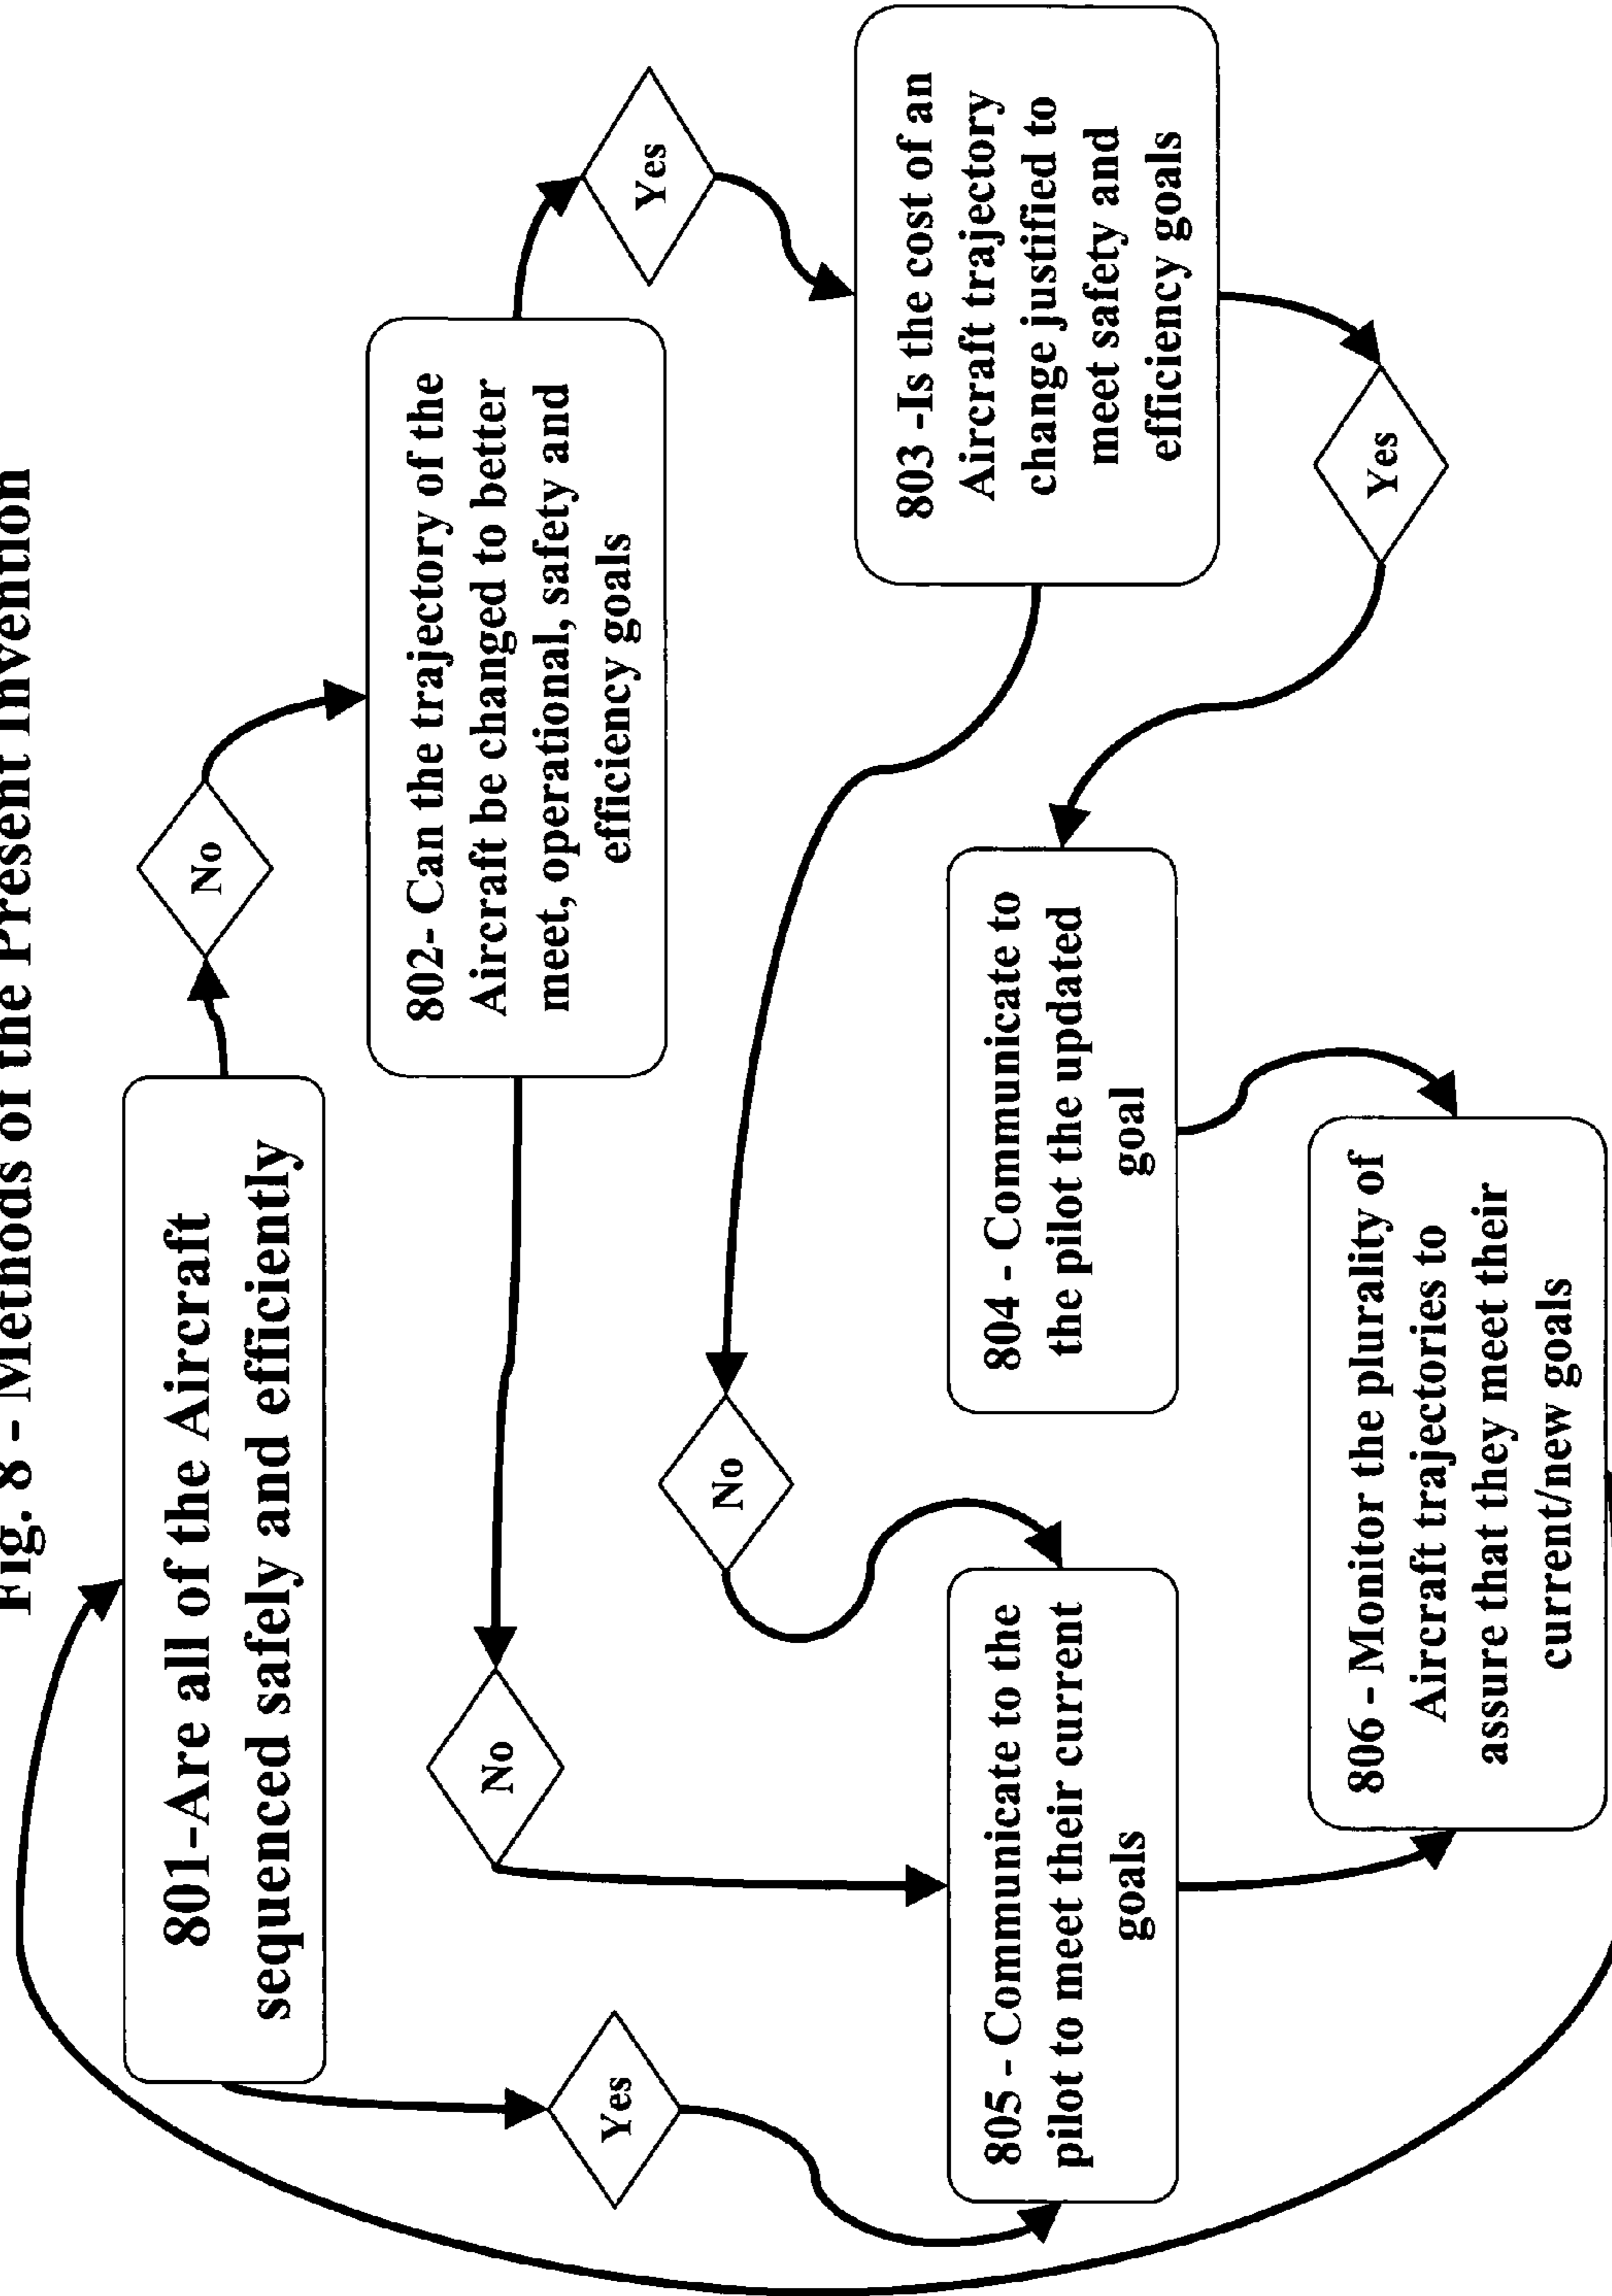 Fig. 8 - Methods of the Present Invention
801-Are all of the Aircraft
sequenced safely and efficiently
No
Yes
802- Can the trajectory of the
Aircraft be changed to better
meet, operational, safety and
efficiency goals
No
Yes
803 -Is the cost of an
Aircraft trajectory
change justified to
meet safety and
efficiency goals
No
Yes
805 - Communicate to the
pilot to meet their current
goals
804 - Communicate to
the pilot the updated
goal
806 - Monitor the plurality of
Aircraft trajectories to
assure that they meet their
current/new goals